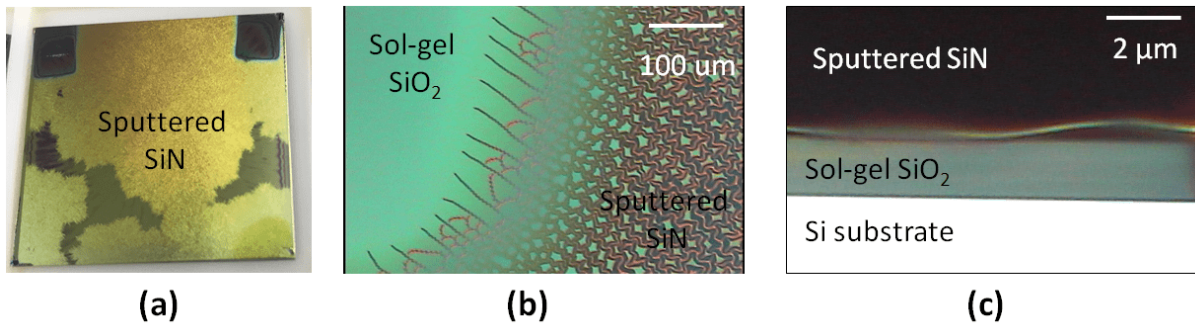 Sputtered
SiN
(a)
Sol-gel
SiO₂
100 um
Sputtered
SiN
(b)
Sputtered SiN
2 μm
Sol-gel SiO₂
Si substrate
(c)